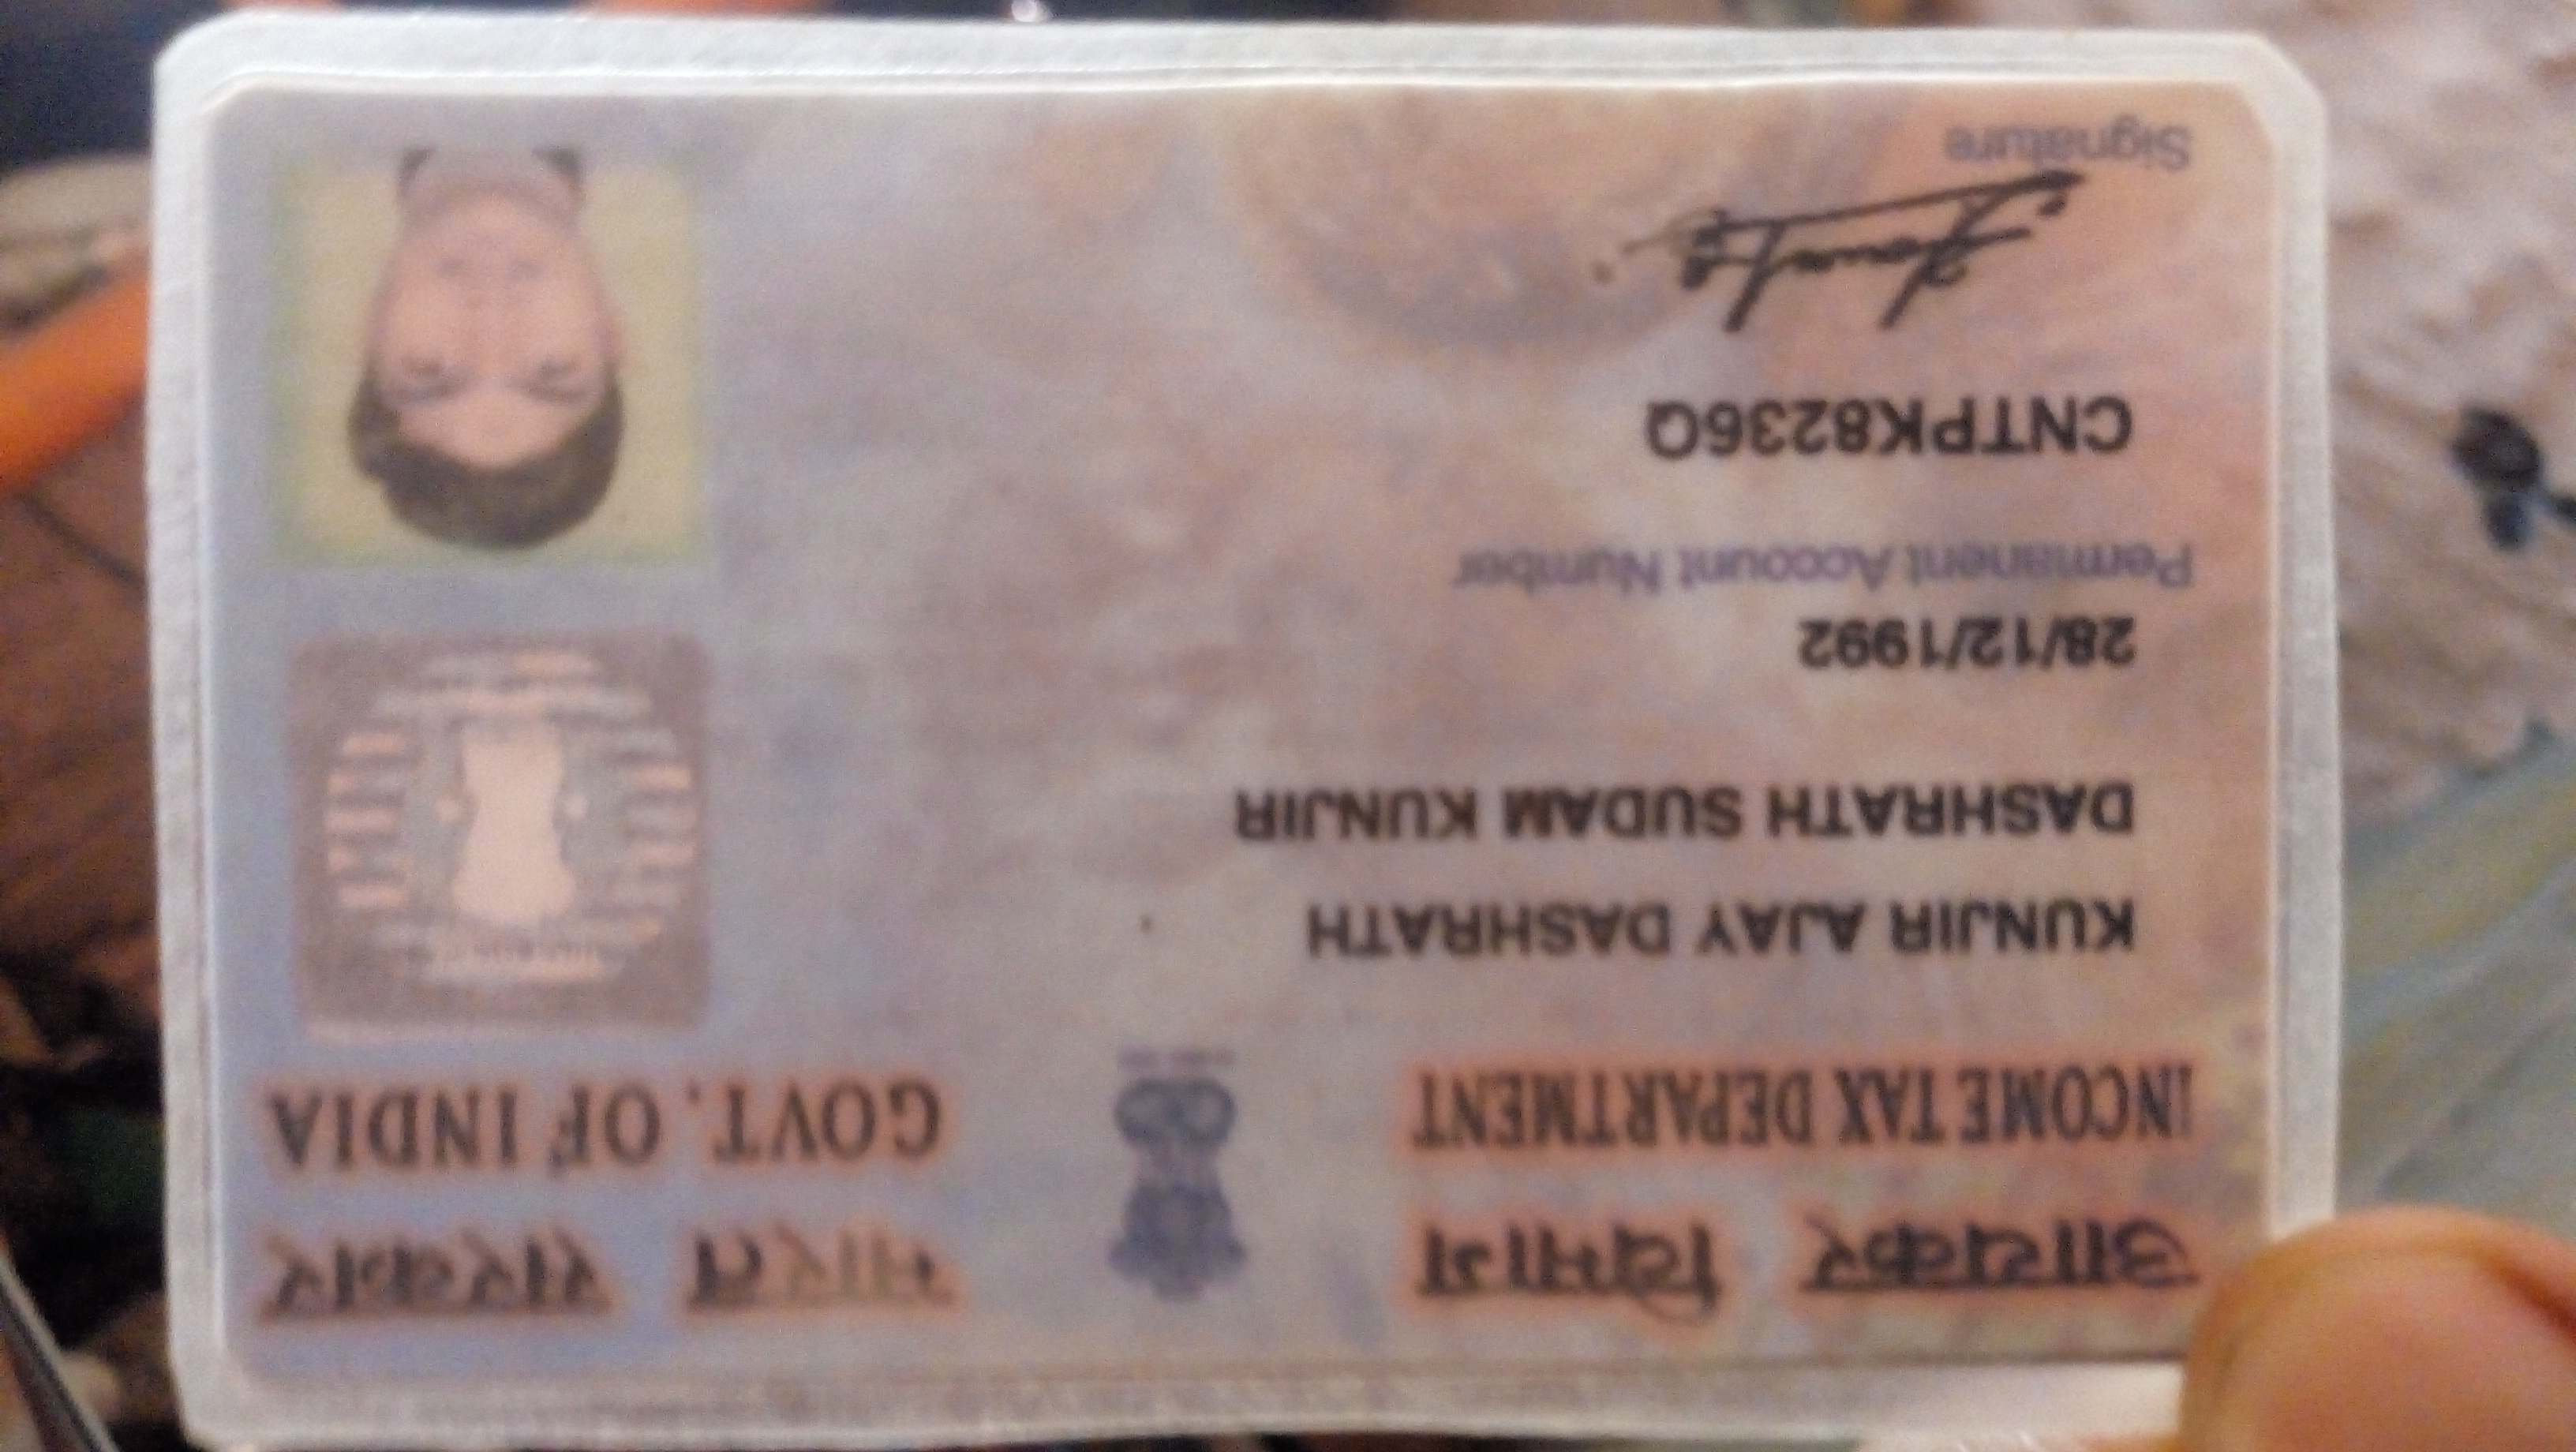 आयकर विभाग
INCOME TAX DEPARTMENT
भारत सरकार
GOVT. OF INDIA
KUNJIR AJAY DASHRATH
DASHRATH SUDAM KUNJIR
28/12/1992
Permanent Account Number
CNTPK8236Q
Signature